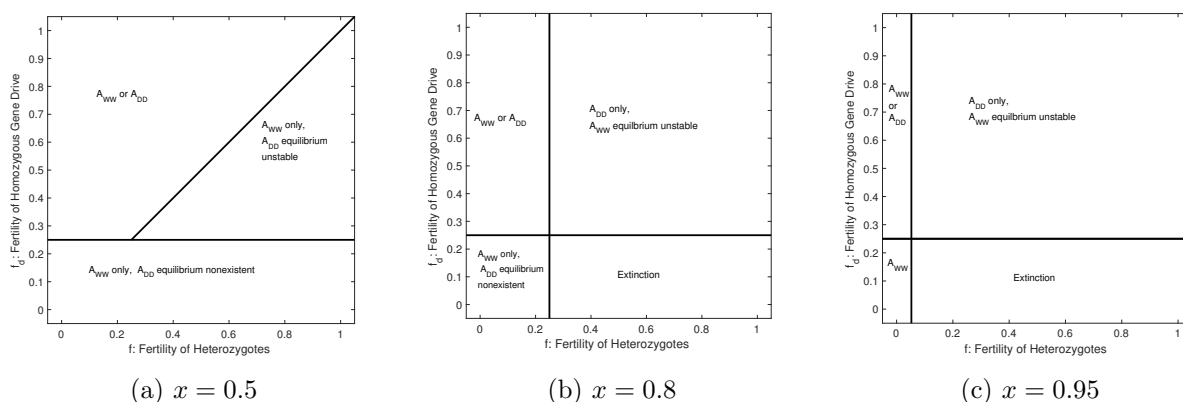 f_d: Fertility of Homozygous Gene Drive
1
0.9
0.8
0.7
0.6
0.5
0.4
0.3
0.2
0.1
0
A_WW or A_DD
A_WW only,
A_DD equilibrium
unstable
A_WW only, A_DD equilibrium nonexistent
0 0.2 0.4 0.6 0.8 1
f: Fertility of Heterozygotes
(a) x = 0.5
f_d: Fertility of Homozygous Gene Drive
1
0.9
0.8
0.7
0.6
0.5
0.4
0.3
0.2
0.1
0
A_WW or A_DD
A_DD only,
A_WW equilbrium unstable
A_WW only,
A_DD equilibrium
nonexistent
Extinction
0 0.2 0.4 0.6 0.8 1
f: Fertility of Heterozygotes
(b) x = 0.8
f_d: Fertility of Homozygous Gene Drive
1
0.9
0.8
0.7
0.6
0.5
0.4
0.3
0.2
0.1
0
A_WW
or
A_DD
A_DD only,
A_WW equilbrium unstable
A_WW
Extinction
0 0.2 0.4 0.6 0.8 1
f: Fertility of Heterozygotes
(c) x = 0.95